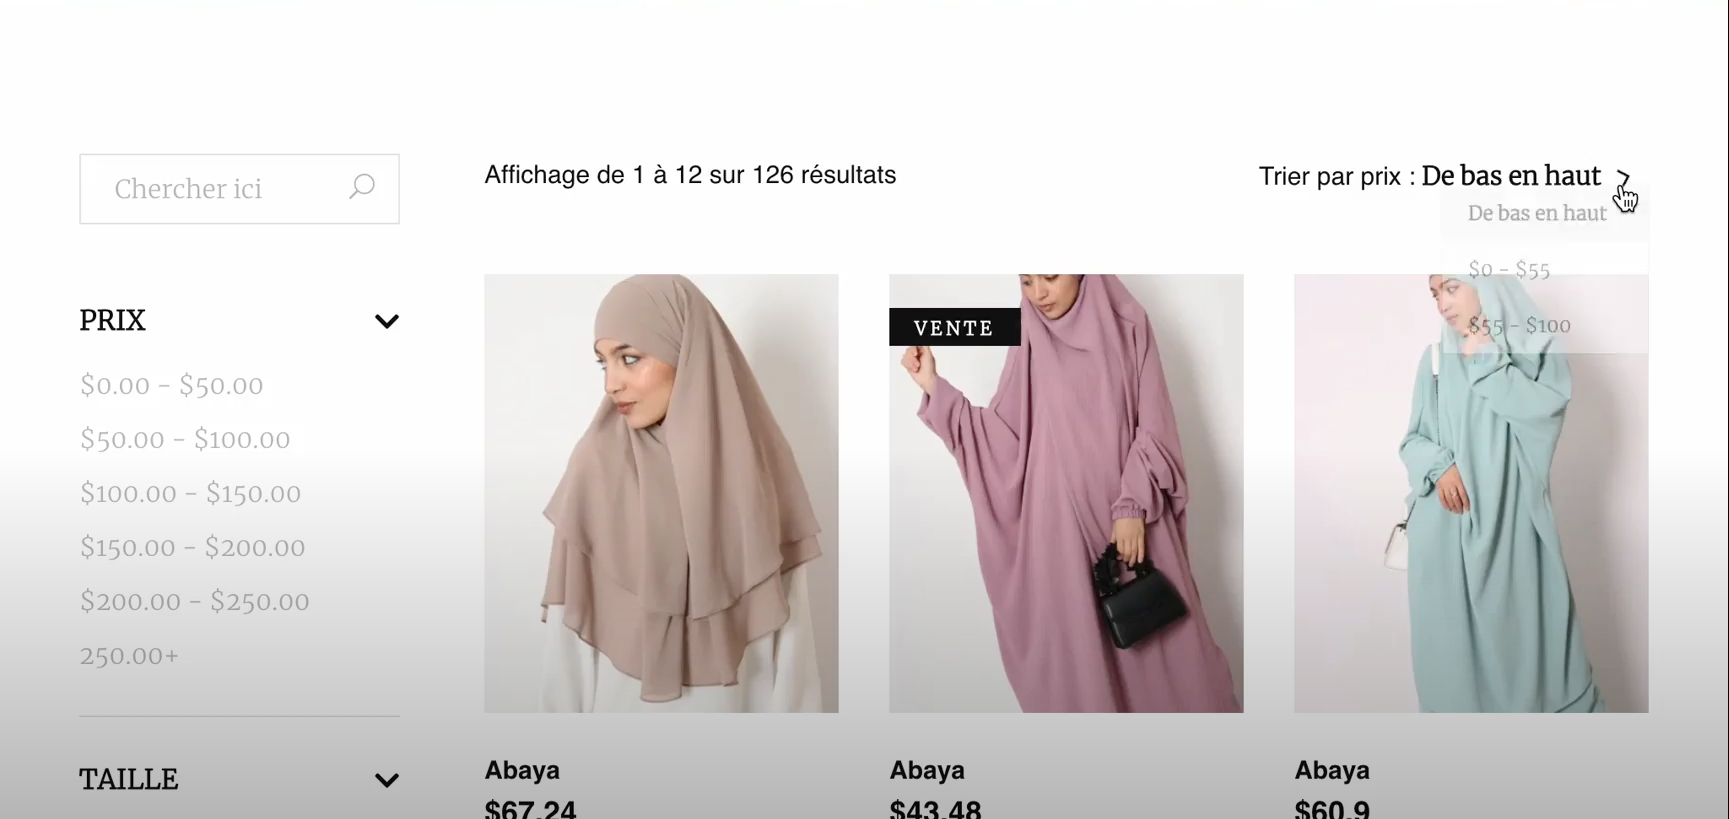 Chercher ici
Affichage de 1 à 12 sur 126 résultats
Trier par prix : De bas en haut
De bas en haut
$0 - $55
$55 - $100
PRIX
$0.00 - $50.00
$50.00 - $100.00
$100.00 - $150.00
$150.00 - $200.00
$200.00 - $250.00
250.00+
TAILLE
VENTE
Abaya
$67.24
Abaya
$43.48
Abaya
$60.9